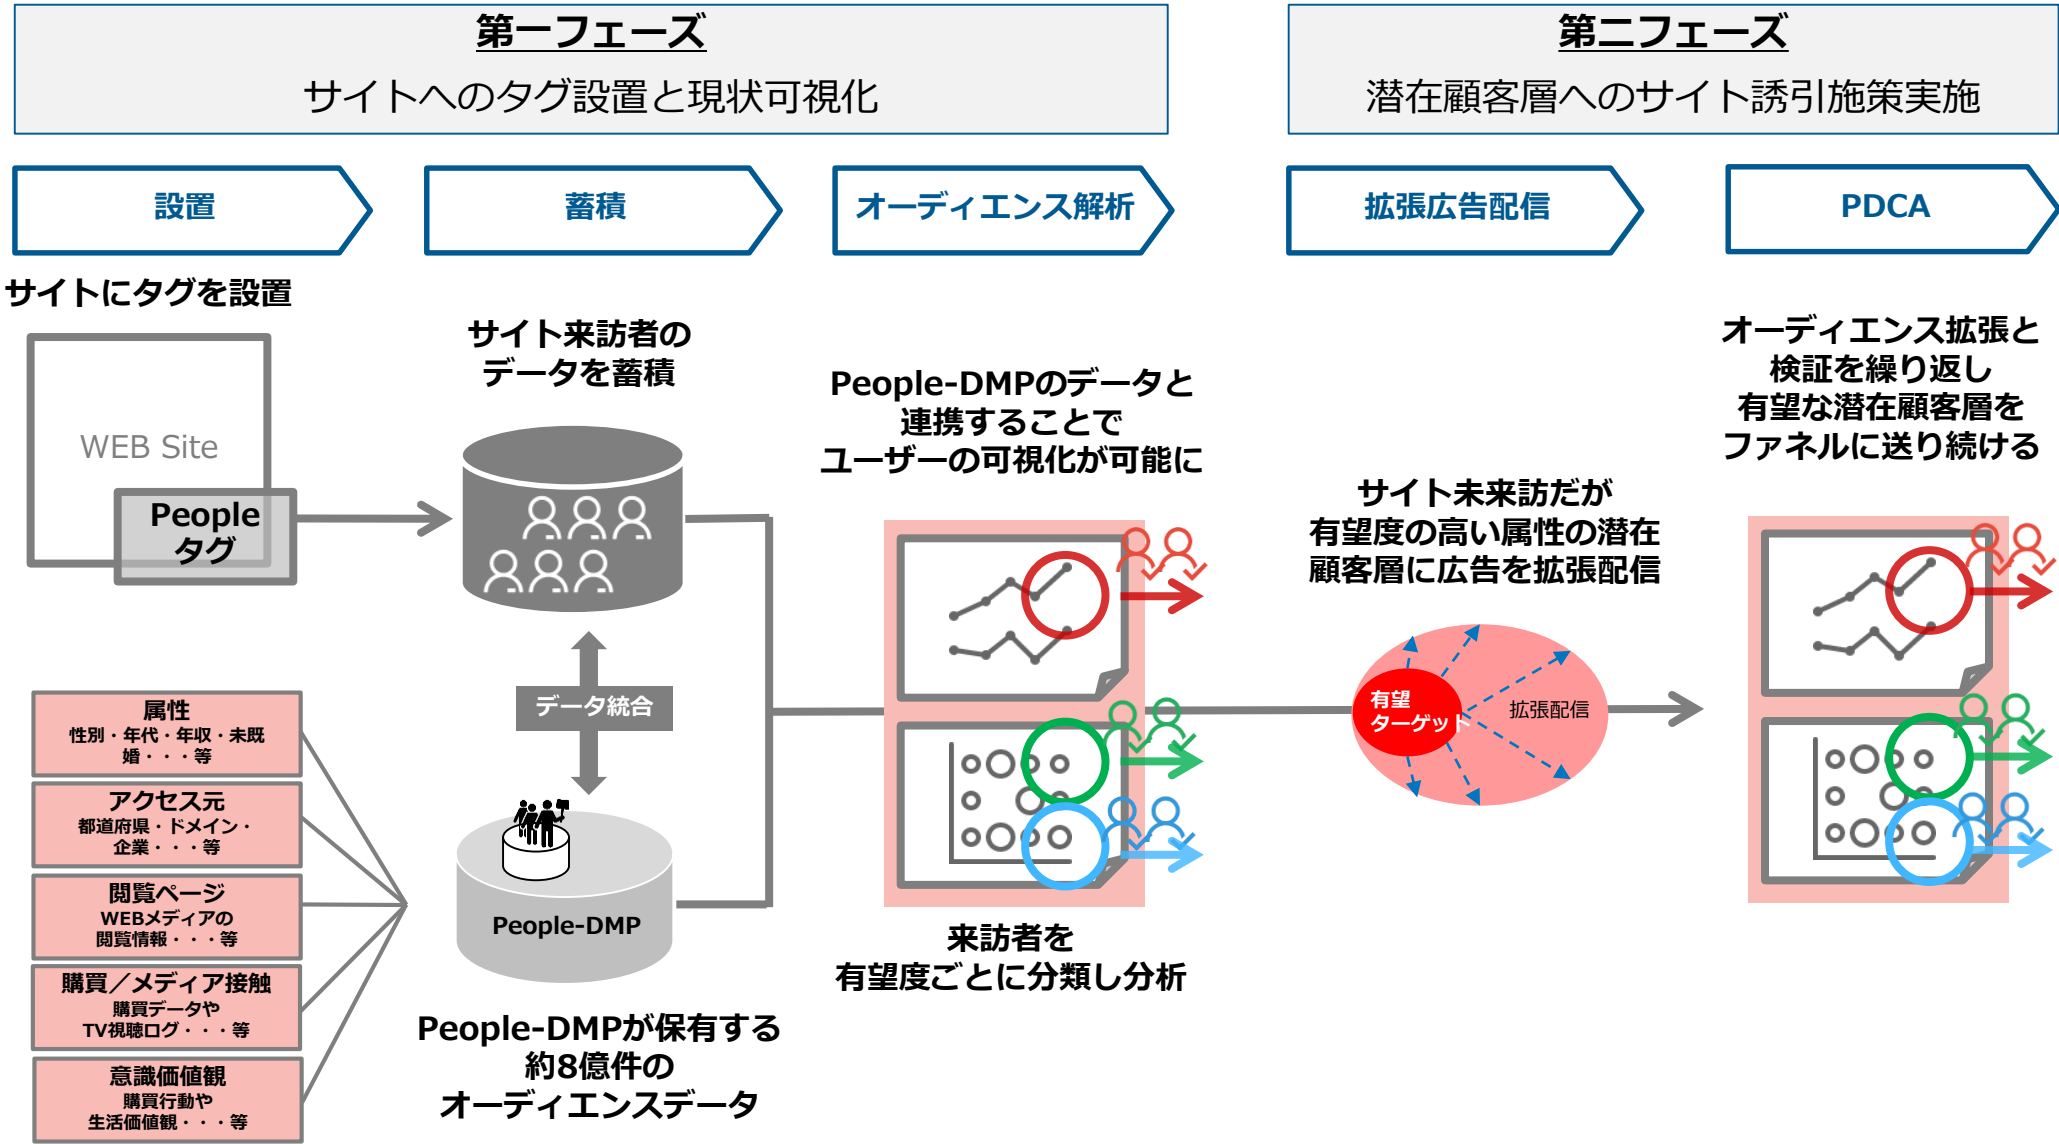 第一フェーズ
サイトへのタグ設置と現状可視化
第二フェーズ
潜在顧客層へのサイト誘引施策実施
設置
蓄積
オーディエンス解析
拡張広告配信
PDCA
サイトにタグを設置
WEB Site
People
タグ
サイト来訪者の
データを蓄積
データ統合
People-DMP
People-DMPが保有する
約8億件の
オーディエンスデータ
属性
性別・年代・年収・未既
婚・・・等
アクセス元
都道府県・ドメイン・
企業・・・等
閲覧ページ
WEBメディアの
閲覧情報・・・等
購買／メディア接触
購買データや
TV視聴ログ・・・等
意識価値観
購買行動や
生活価値観・・・等
People-DMPのデータと
連携することで
ユーザーの可視化が可能に
来訪者を
有望度ごとに分類し分析
サイト未来訪だが
有望度の高い属性の潜在
顧客層に広告を拡張配信
有望
ターゲット
拡張配信
オーディエンス拡張と
検証を繰り返し
有望な潜在顧客層を
ファネルに送り続ける